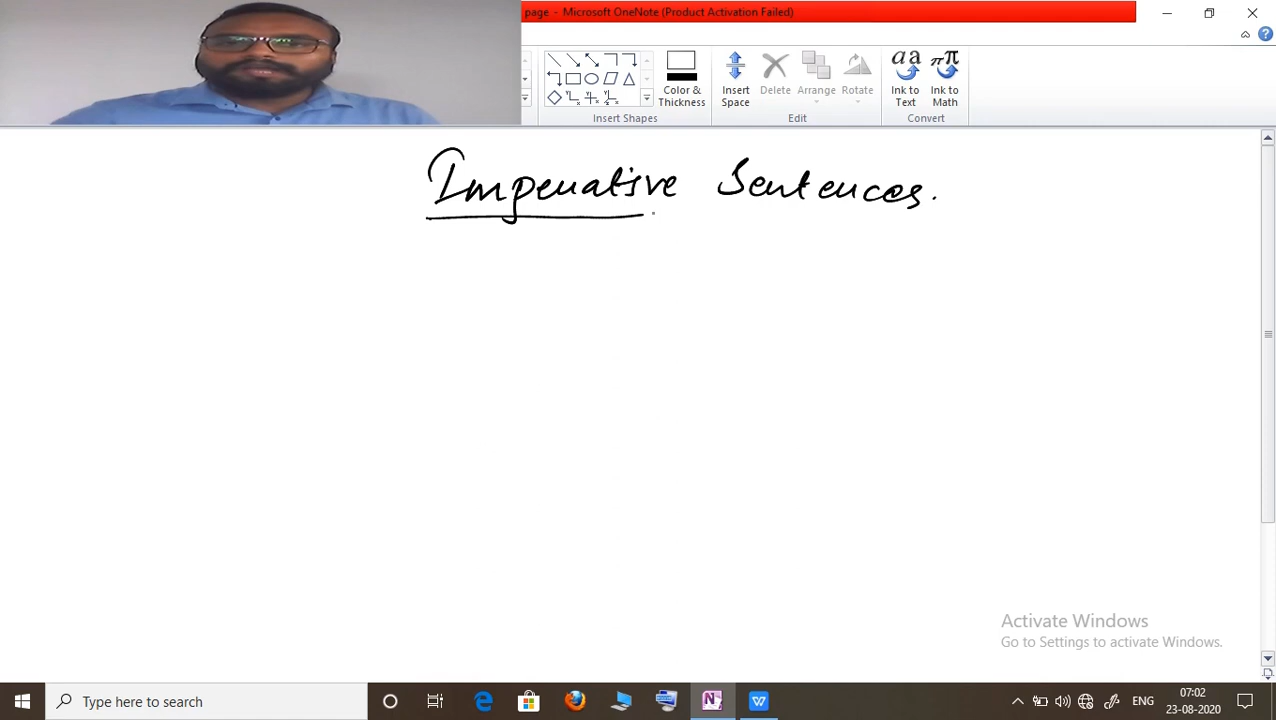 page - Microsoft OneNote (Product Activation Failed)
Color & Thickness
Insert Space
Delete
Arrange
Rotate
Ink to Text
Ink to Math
Insert Shapes
Edit
Convert
Imperative Sentences.
Activate Windows
Go to Settings to activate Windows.
Type here to search
ENG
07:02
23-08-2020